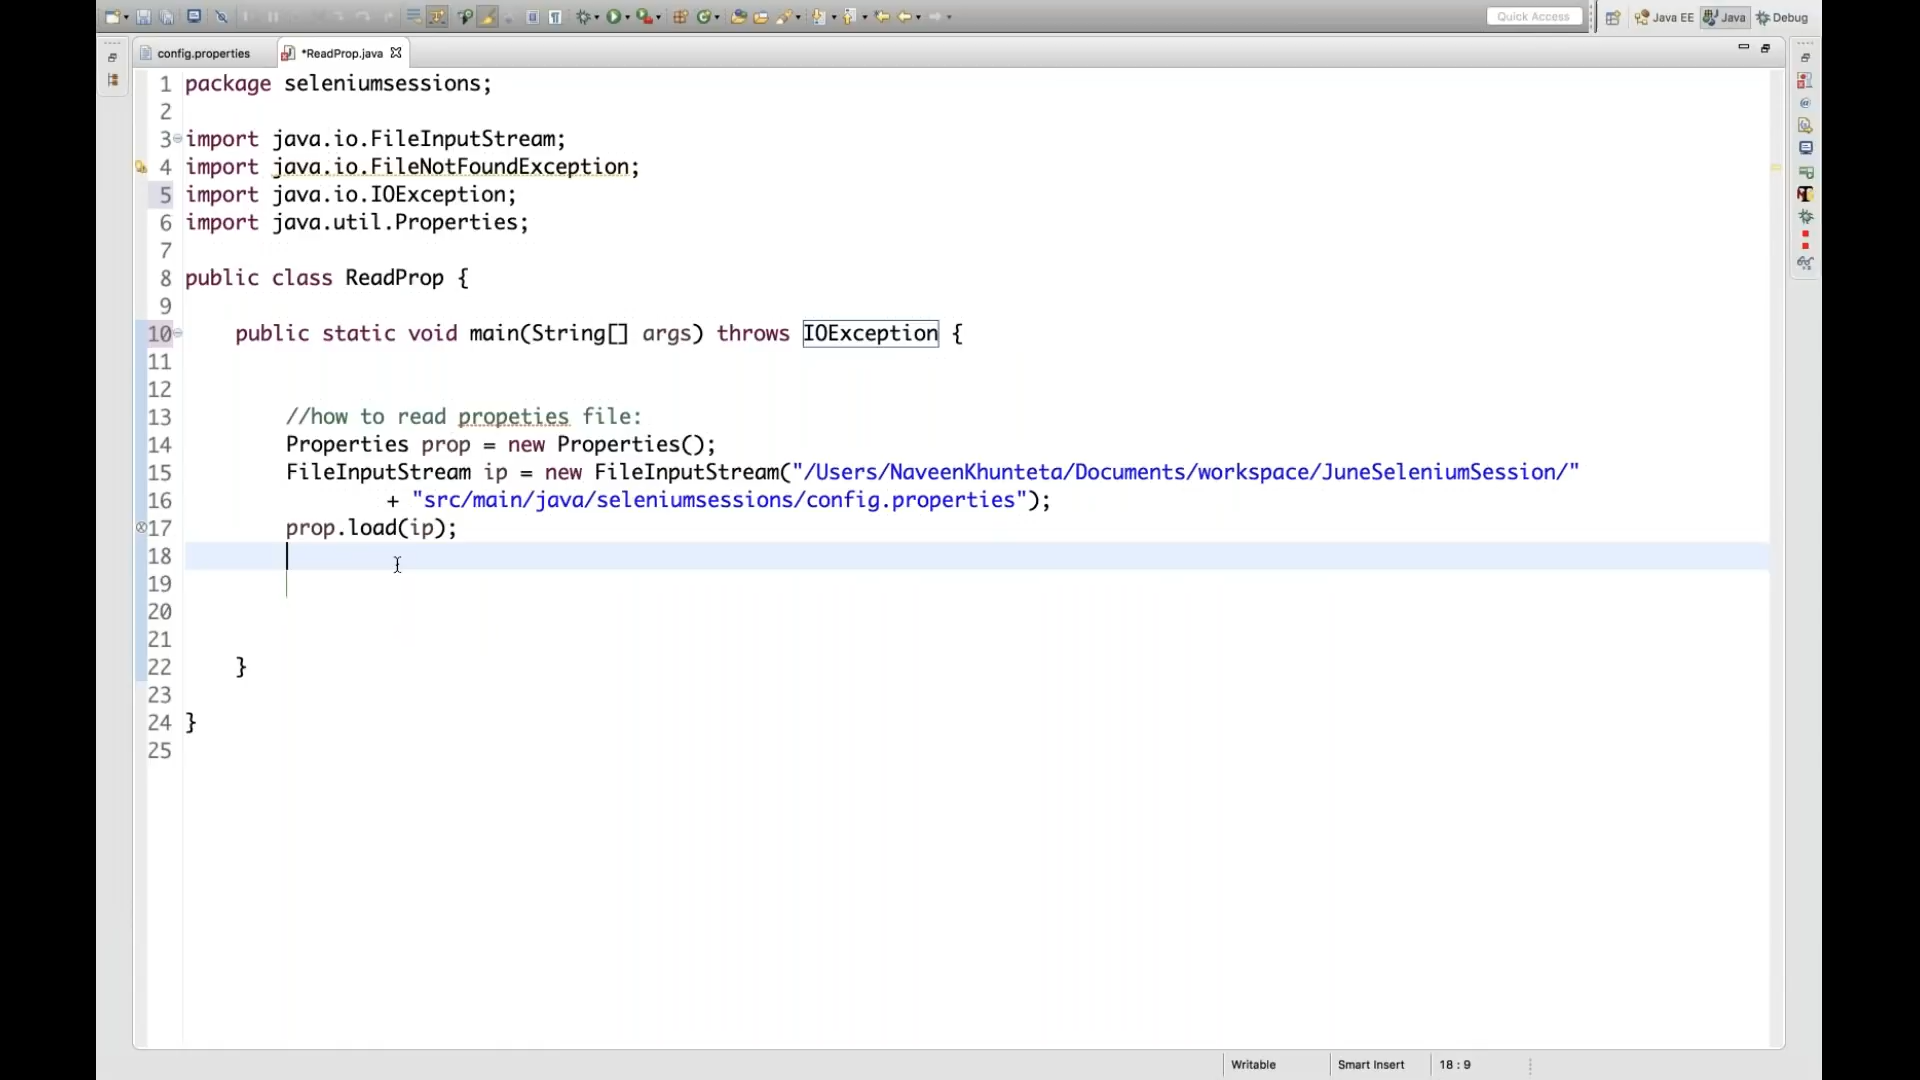 Quick Access
Java EE
Java
Debug
config.properties
*ReadProp.java
1 package seleniumsessions;
2
3 import java.io.FileInputStream;
4 import java.io.FileNotFoundException;
5 import java.io.IOException;
6 import java.util.Properties;
7
8 public class ReadProp {
9
10 public static void main(String[] args) throws IOException {
11
12
13 //how to read propeties file:
14 Properties prop = new Properties();
15 FileInputStream ip = new FileInputStream("/Users/NaveenKhunteta/Documents/workspace/JuneSeleniumSession/"
16 + "src/main/java/seleniumsessions/config.properties");
17 prop.load(ip);
18
19
20
21
22 }
23
24 }
25
Writable
Smart Insert
18 : 9